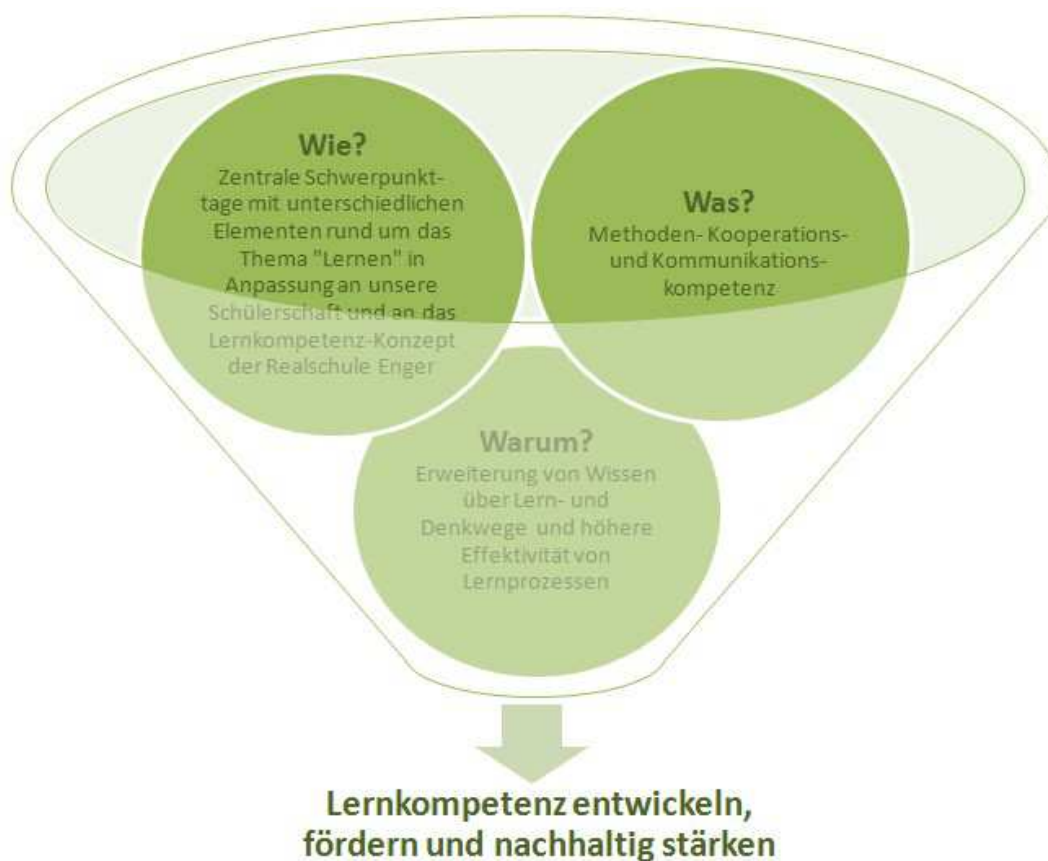 Wie?
Zentrale Schwerpunkt-
tage mit unterschiedlichen
Elementen rund um das
Thema "Lernen" in
Anpassung an unsere
Schülerschaft und an das
Lernkompetenz-Konzept
der Realschule Enger
Was?
Methoden- Kooperations-
und Kommunikations-
kompetenz
Warum?
Erweiterung von Wissen
über Lern- und
Denkwege und höhere
Effektivität von
Lernprozessen
Lernkompetenz entwickeln,
fördern und nachhaltig stärken